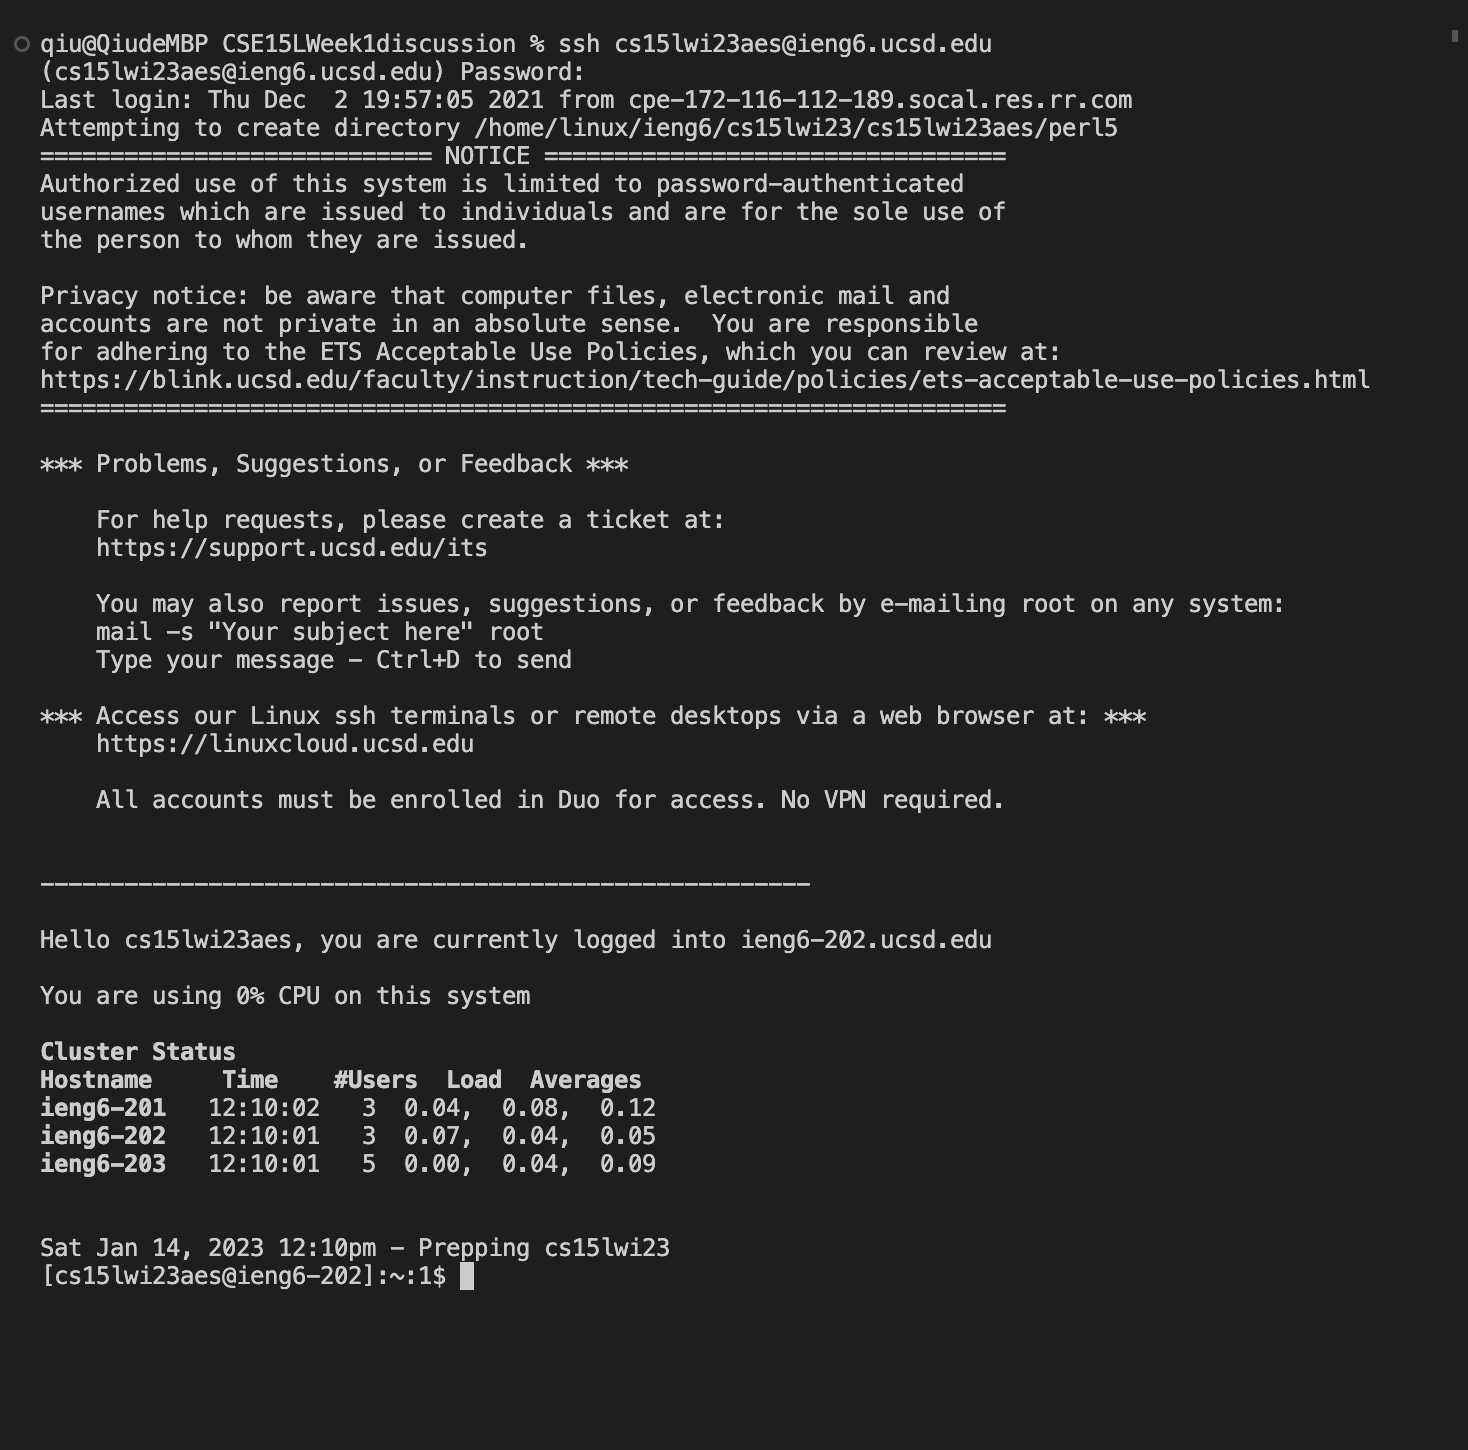 qiu@QiudeMBP CSE15LWeek1discussion % ssh cs15lwi23aes@ieng6.ucsd.edu
(cs15lwi23aes@ieng6.ucsd.edu) Password:
Last login: Thu Dec  2 19:57:05 2021 from cpe-172-116-112-189.socal.res.rr.com
Attempting to create directory /home/linux/ieng6/cs15lwi23/cs15lwi23aes/perl5
============================ NOTICE =================================
Authorized use of this system is limited to password-authenticated
usernames which are issued to individuals and are for the sole use of
the person to whom they are issued.

Privacy notice: be aware that computer files, electronic mail and
accounts are not private in an absolute sense.  You are responsible
for adhering to the ETS Acceptable Use Policies, which you can review at:
https://blink.ucsd.edu/faculty/instruction/tech-guide/policies/ets-acceptable-use-policies.html
=====================================================================

*** Problems, Suggestions, or Feedback ***

    For help requests, please create a ticket at:
    https://support.ucsd.edu/its

    You may also report issues, suggestions, or feedback by e-mailing root on any system:
    mail -s "Your subject here" root
    Type your message - Ctrl+D to send

*** Access our Linux ssh terminals or remote desktops via a web browser at: ***
    https://linuxcloud.ucsd.edu

    All accounts must be enrolled in Duo for access. No VPN required.


-------------------------------------------------------

Hello cs15lwi23aes, you are currently logged into ieng6-202.ucsd.edu

You are using 0% CPU on this system

Cluster Status
Hostname     Time    #Users  Load  Averages
ieng6-201   12:10:02   3  0.04,  0.08,  0.12
ieng6-202   12:10:01   3  0.07,  0.04,  0.05
ieng6-203   12:10:01   5  0.00,  0.04,  0.09


Sat Jan 14, 2023 12:10pm - Prepping cs15lwi23
[cs15lwi23aes@ieng6-202]:~:1$